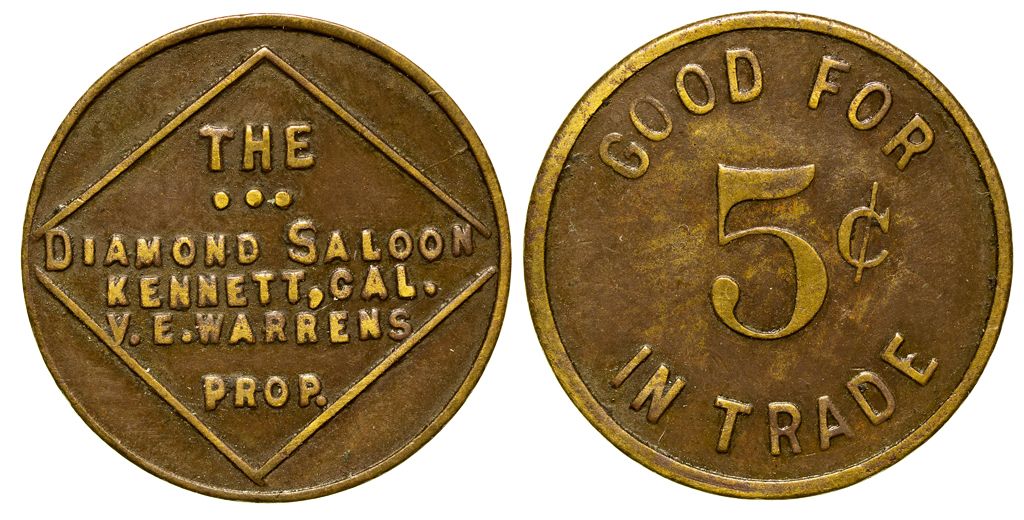 THE
DIAMOND SALOON
KENNETT, CAL.
V.E. WARRENS
PROP.
GOOD FOR
5¢
IN TRADE